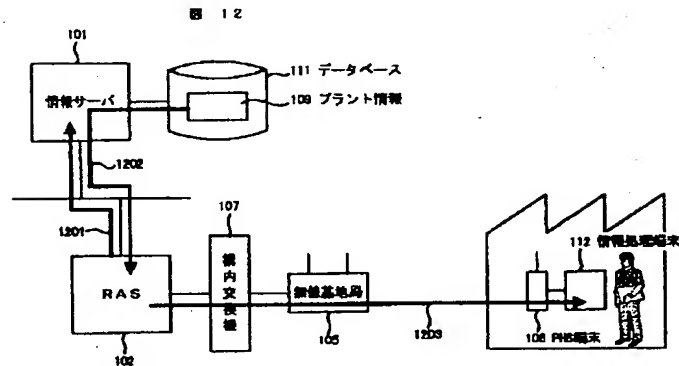 図 12
101
情報サーバ
111 データベース
109 プラント情報
1202
1201
107
構内交換機
112 情報処理端末
RAS
無線基地局
105
1203
106 PHS端末
102